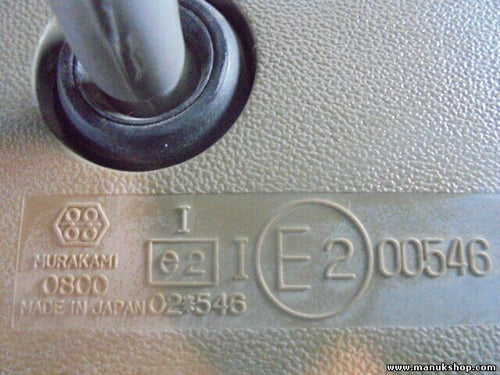 I
MURAKAMI e2 I E2 00546
0800
MADE IN JAPAN 02*546
www.manukshop.com